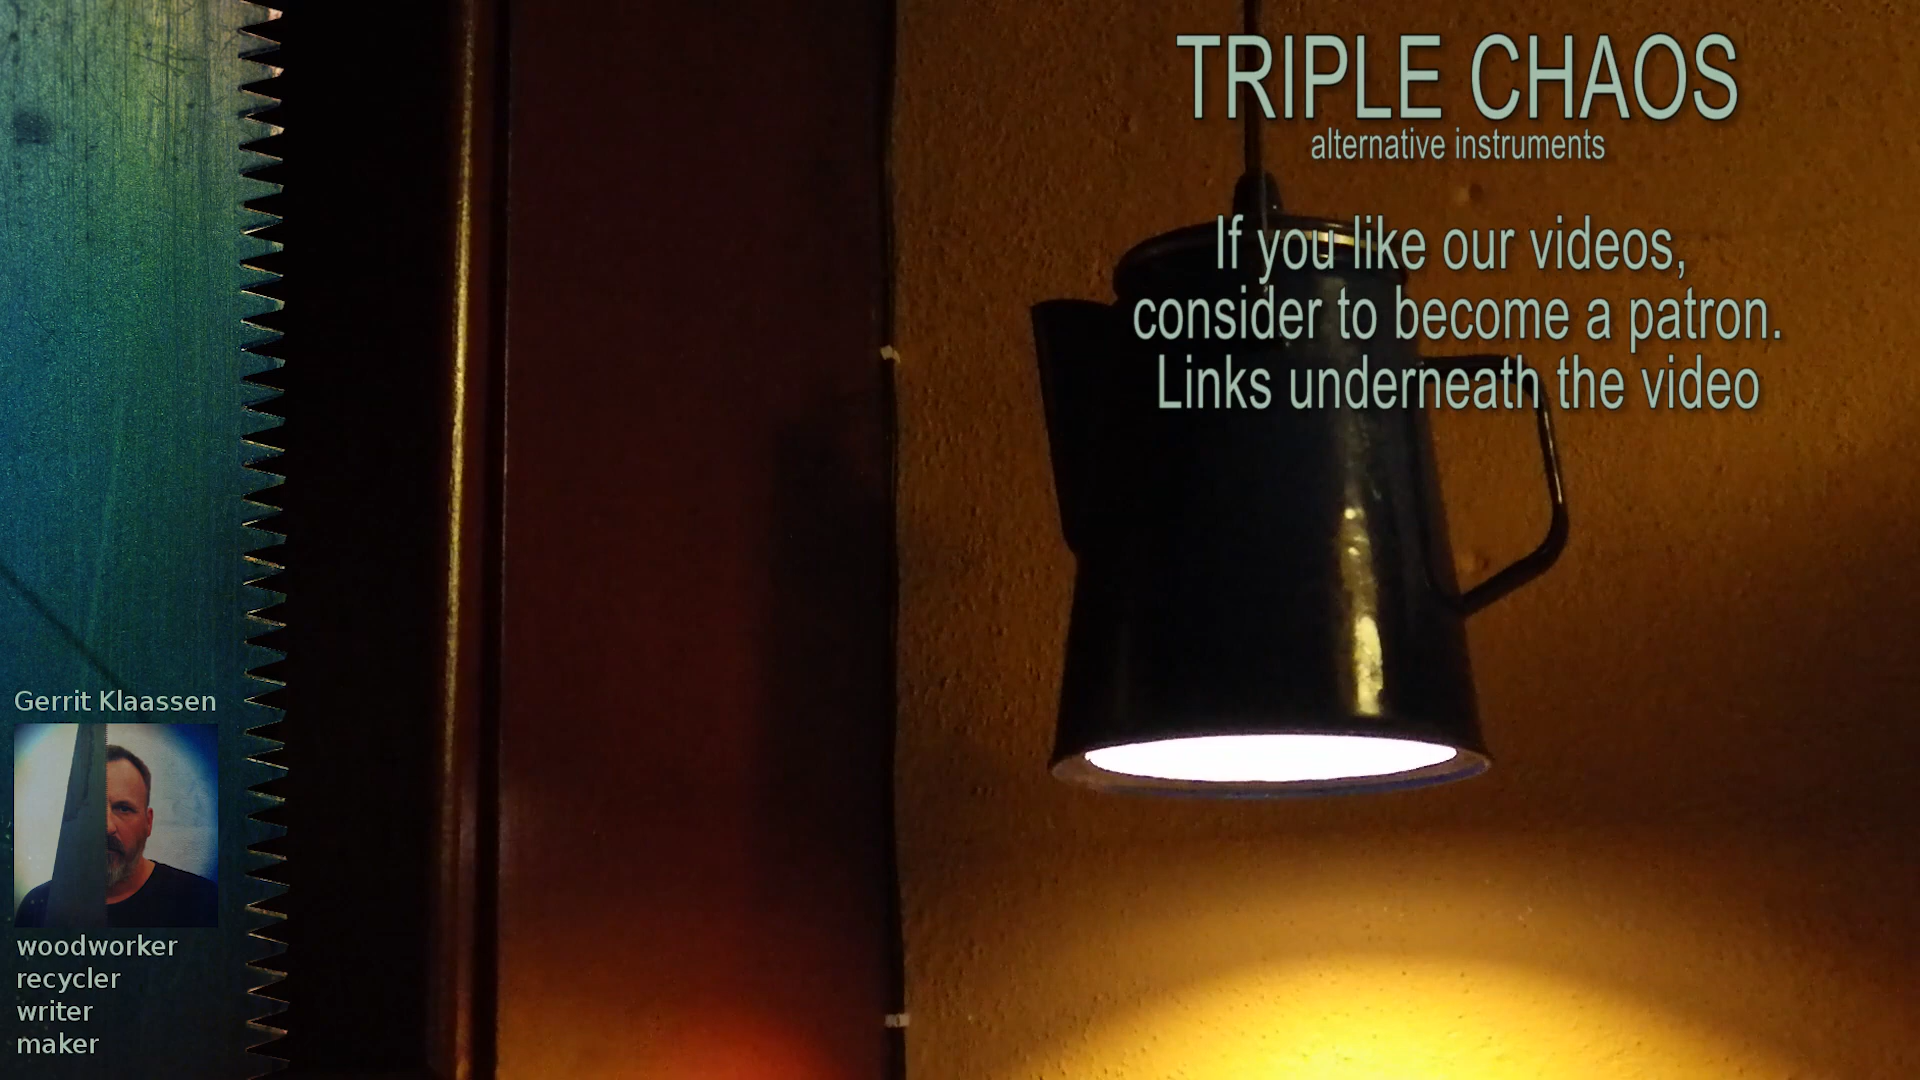 TRIPLE CHAOS
alternative instruments
If you like our videos,
consider to become a patron.
Links underneath the video
Gerrit Klaassen
woodworker
recycler
writer
maker